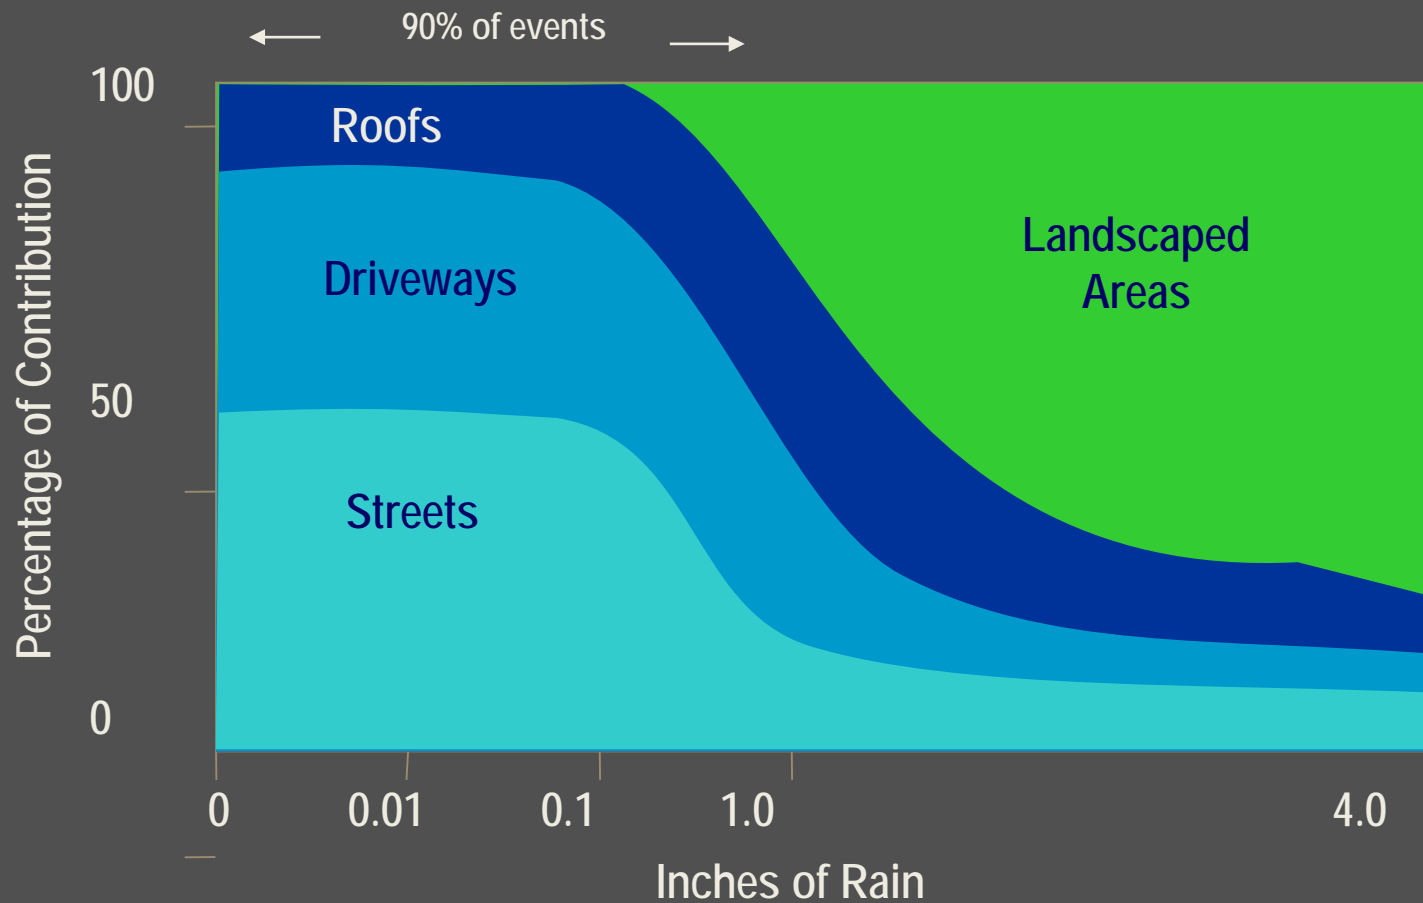 90% of events
100
Roofs
Driveways
Landscaped
Areas
50
Streets
0
Percentage of Contribution
0 0.01 0.1 1.0 4.0
Inches of Rain